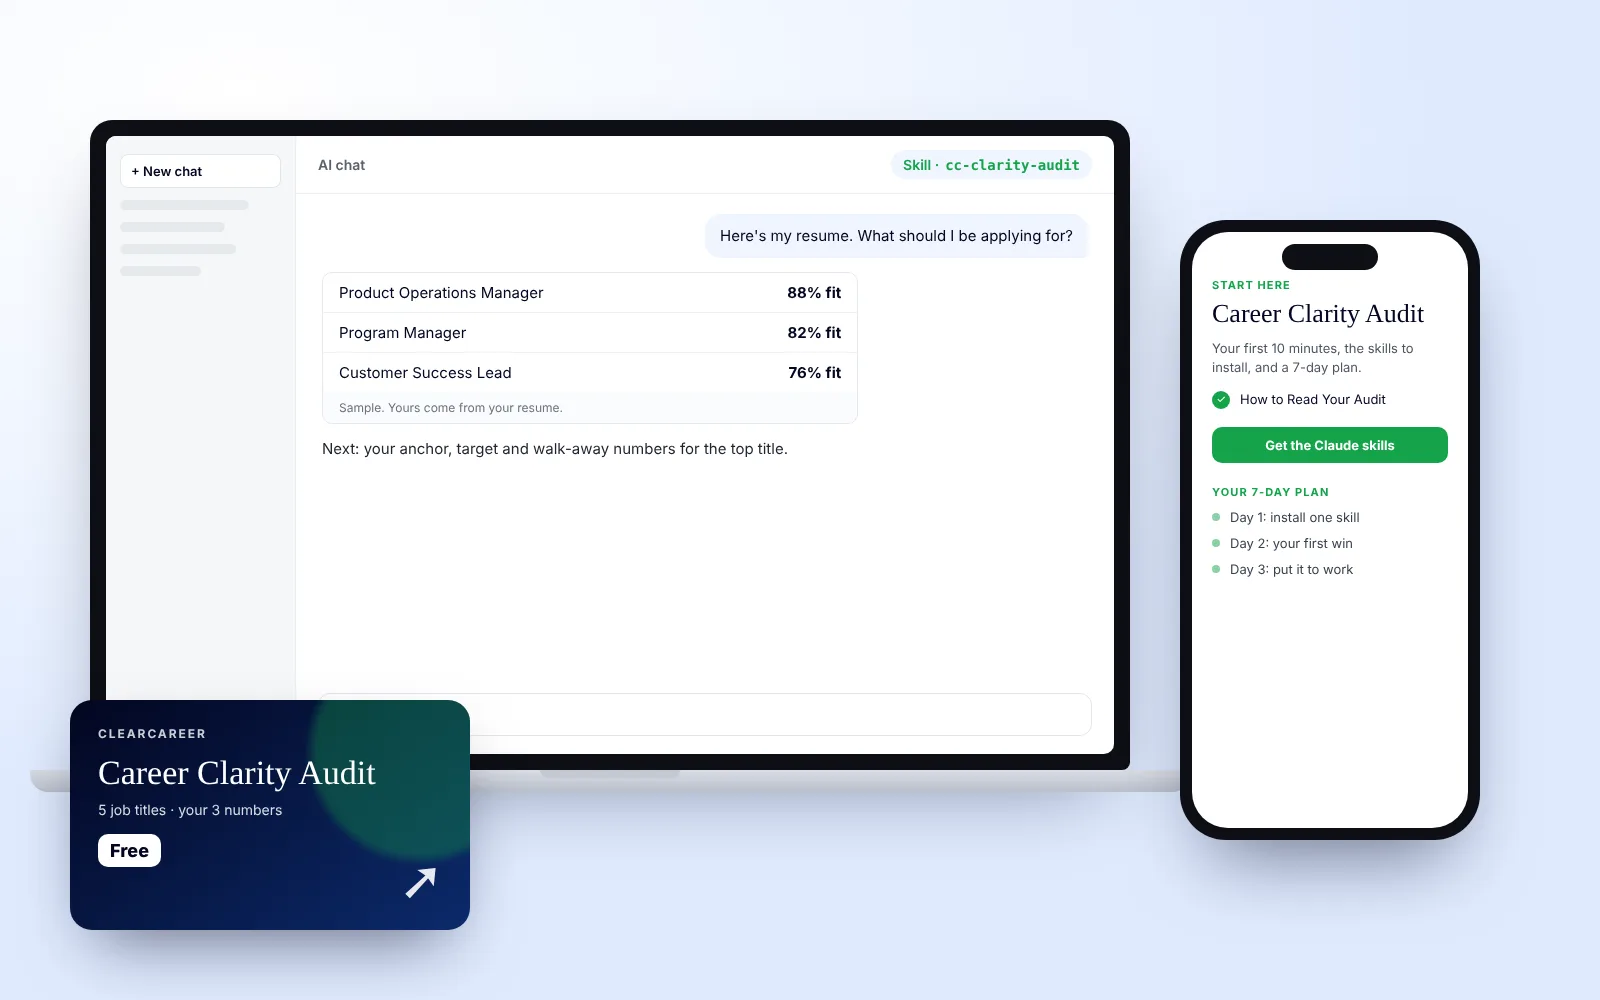 + New chat
AI chat
Skill · cc-clarity-audit
Here's my resume. What should I be applying for?
Product Operations Manager 88% fit
Program Manager 82% fit
Customer Success Lead 76% fit
Sample. Yours come from your resume.
Next: your anchor, target and walk-away numbers for the top title.
CLEARCAREER
Career Clarity Audit
5 job titles · your 3 numbers
Free
START HERE
Career Clarity Audit
Your first 10 minutes, the skills to
install, and a 7-day plan.
How to Read Your Audit
Get the Claude skills
YOUR 7-DAY PLAN
Day 1: install one skill
Day 2: your first win
Day 3: put it to work